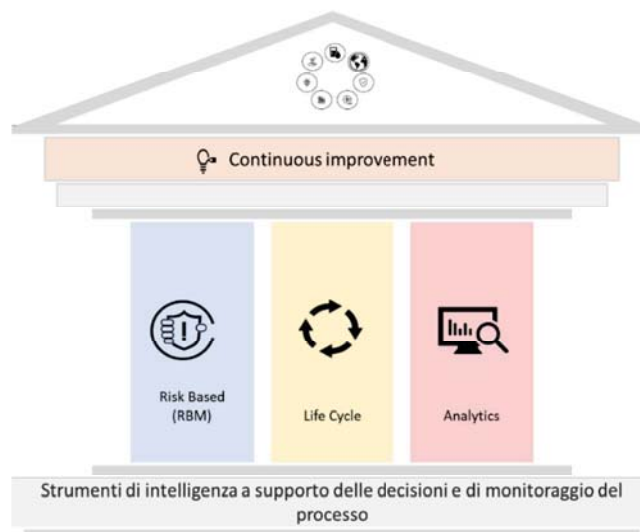 Continuous improvement
Risk Based
(RBM)
Life Cycle
Analytics
Strumenti di intelligenza a supporto delle decisioni e di monitoraggio del
processo